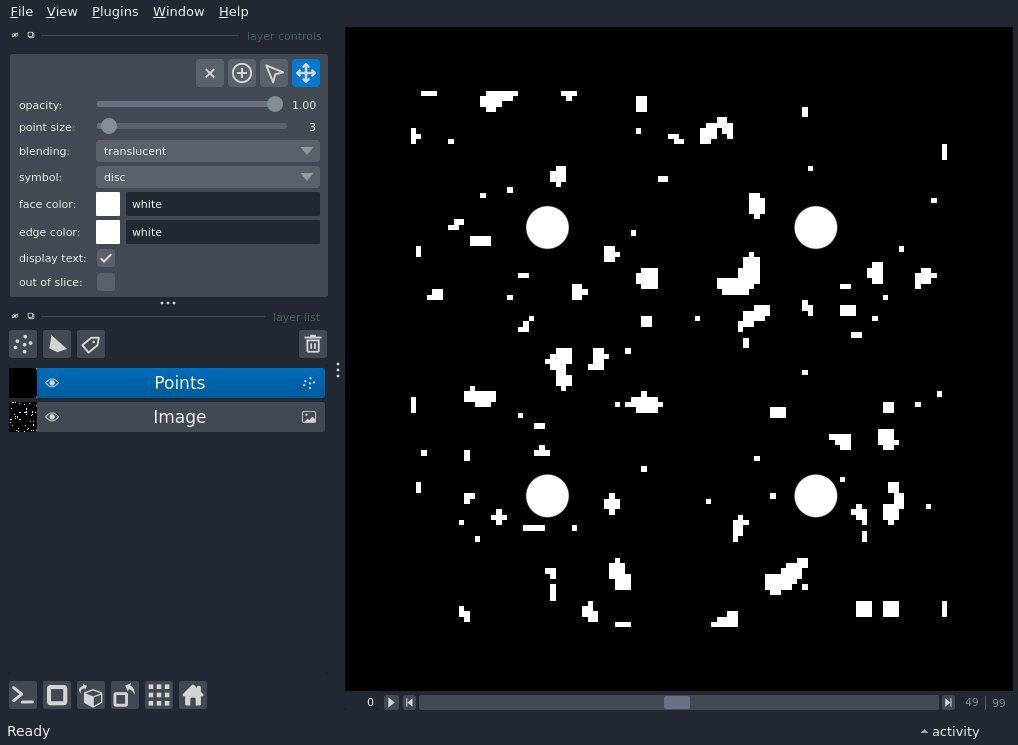 File View Plugins Window Help
layer controls
opacity: 1.00
point size: 3
blending: translucent
symbol: disc
face color: white
edge color: white
display text:
out of slice:
layer list
Points
Image
0 49 | 99
Ready activity